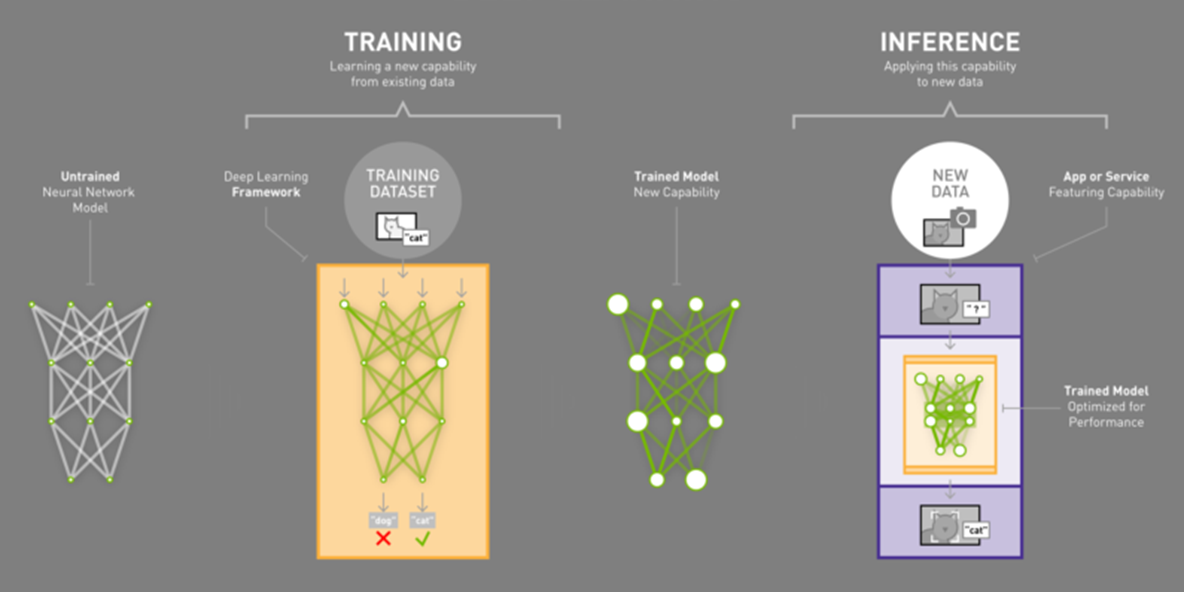 TRAINING
Learning a new capability
from existing data
INFERENCE
Applying this capability
to new data
Untrained
Neural Network
Model
Deep Learning
Framework
TRAINING
DATASET
"cat"
"dog"
"cat"
Trained Model
New Capability
NEW
DATA
App or Service
Featuring Capability
"?"
Trained Model
Optimized for
Performance
"cat"